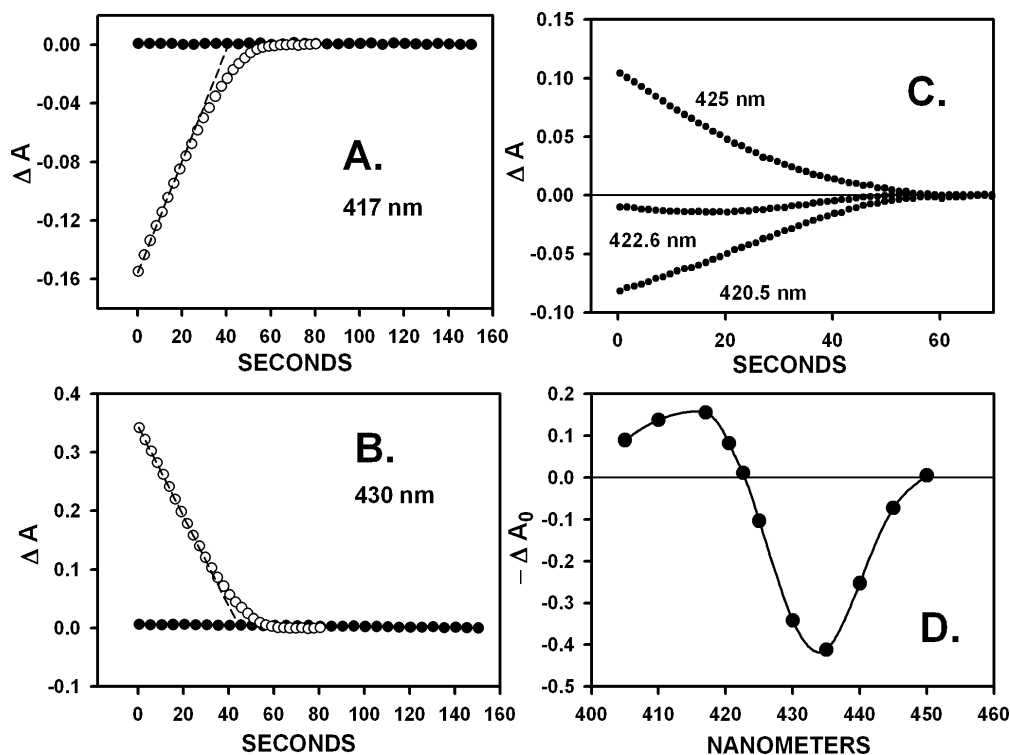 0.00
-0.04
-0.08
-0.12
-0.16
Δ A
A.
417 nm
0 20 40 60 80 100 120 140 160
SECONDS
0.15
0.10
0.05
0.00
-0.05
-0.10
Δ A
C.
425 nm
422.6 nm
420.5 nm
0 20 40 60
SECONDS
0.4
0.3
0.2
0.1
0.0
-0.1
Δ A
B.
430 nm
0 20 40 60 80 100 120 140 160
SECONDS
0.2
0.1
0.0
-0.1
-0.2
-0.3
-0.4
-0.5
– Δ A₀
D.
400 410 420 430 440 450 460
NANOMETERS